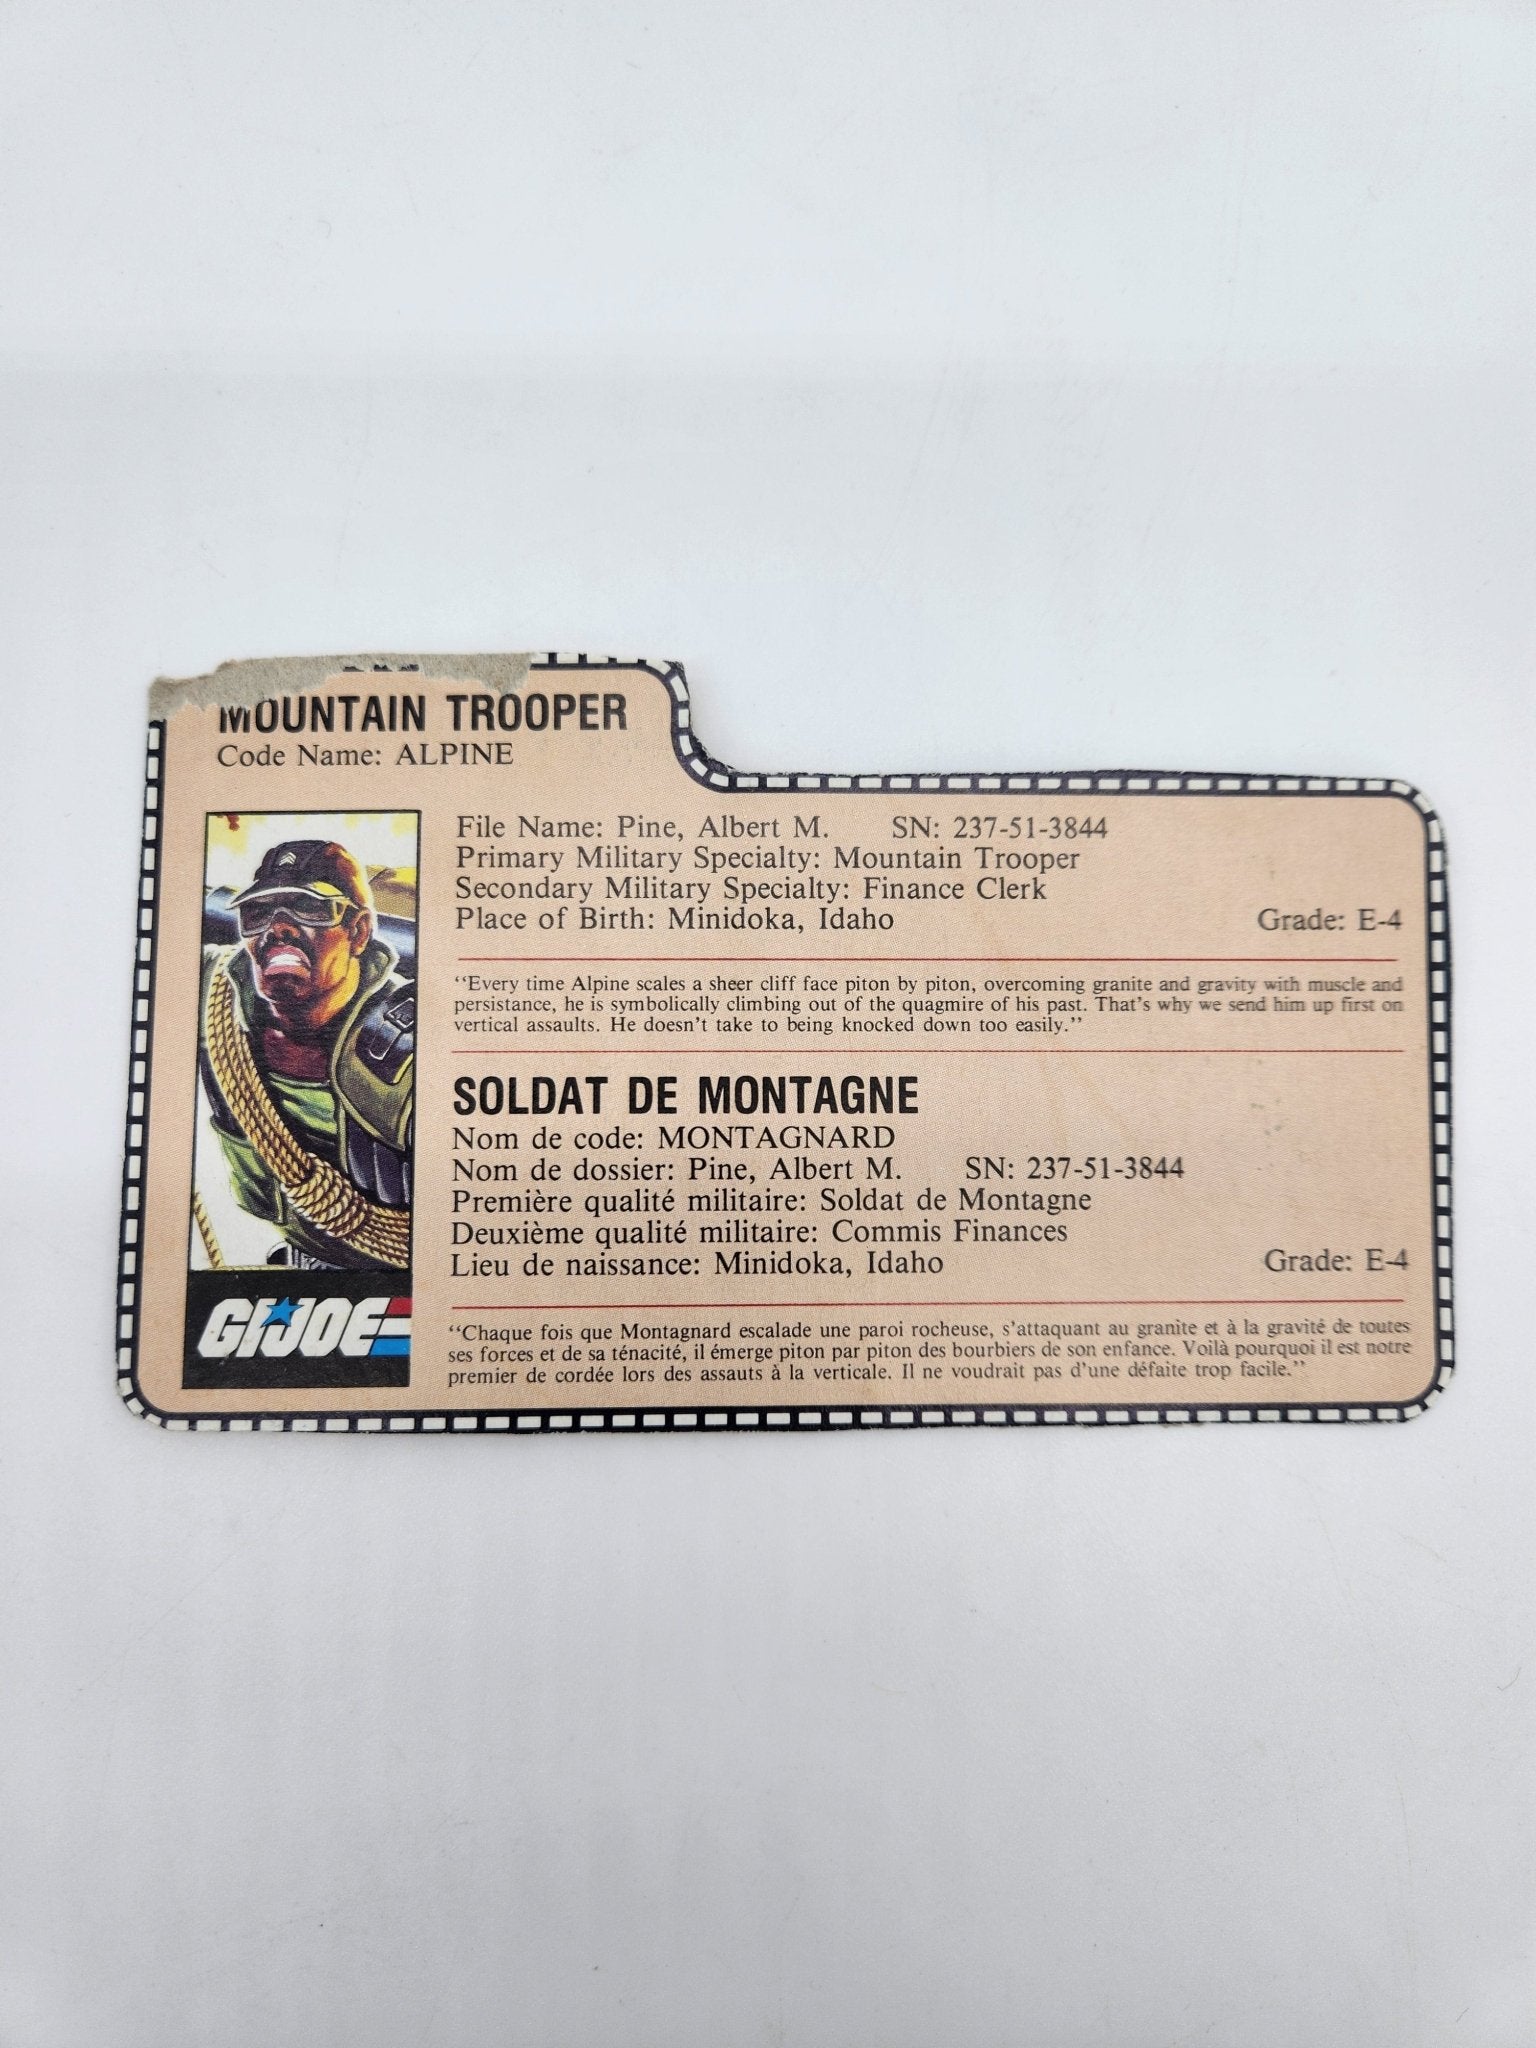 MOUNTAIN TROOPER
Code Name: ALPINE
File Name: Pine, Albert M. SN: 237-51-3844
Primary Military Specialty: Mountain Trooper
Secondary Military Specialty: Finance Clerk
Place of Birth: Minidoka, Idaho Grade: E-4
“Every time Alpine scales a sheer cliff face piton by piton, overcoming granite and gravity with muscle and
persistance, he is symbolically climbing out of the quagmire of his past. That’s why we send him up first on
vertical assaults. He doesn’t take to being knocked down too easily.”
SOLDAT DE MONTAGNE
Nom de code: MONTAGNARD
Nom de dossier: Pine, Albert M. SN: 237-51-3844
Première qualité militaire: Soldat de Montagne
Deuxième qualité militaire: Commis Finances
Lieu de naissance: Minidoka, Idaho Grade: E-4
“Chaque fois que Montagnard escalade une paroi rocheuse, s’attaquant au granite et à la gravité de toutes
ses forces et de sa ténacité, il émerge piton par piton des bourbiers de son enfance. Voilà pourquoi il est notre
premier de cordée lors des assauts à la verticale. Il ne voudrait pas d’une défaite trop facile.”
GI JOE